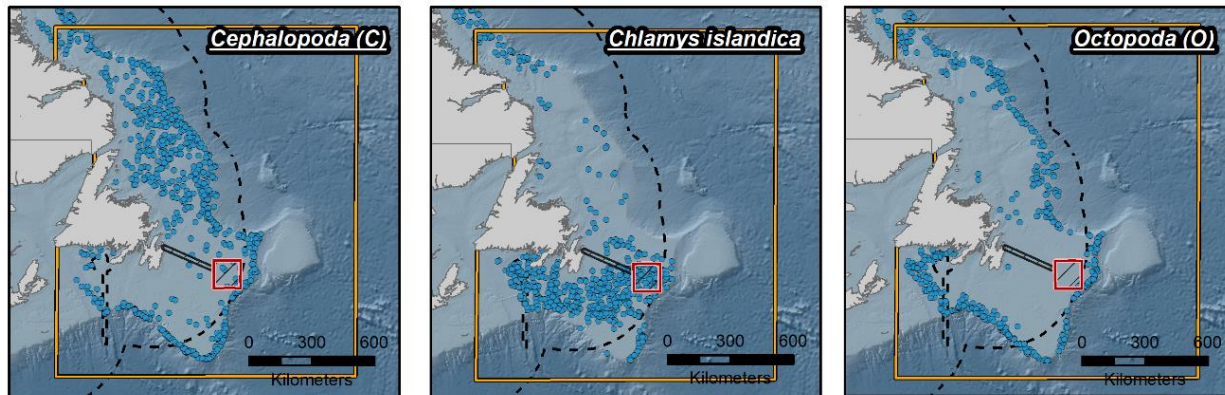 Cephalopoda (C)
0 300 600
Kilometers
Chlamys islandica
0 300 600
Kilometers
Octopoda (O)
0 300 600
Kilometers